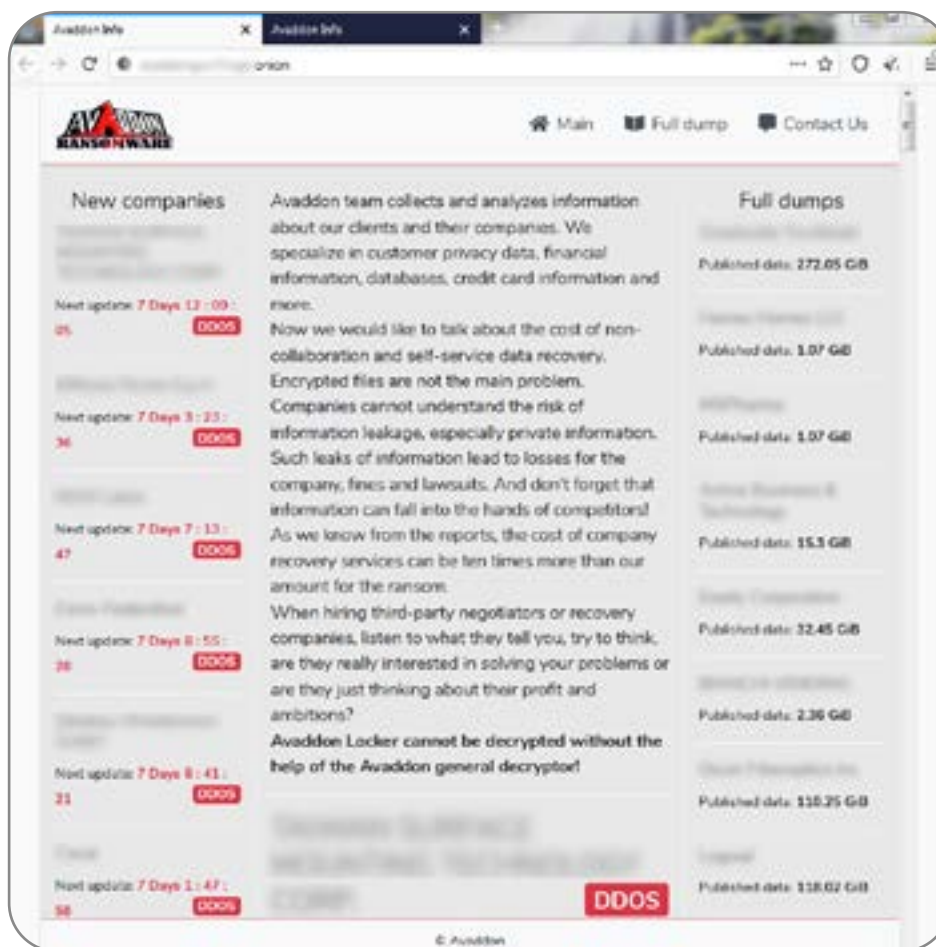 Avaddon Info
Avaddon Info
onion
AVADDON
RANSOMWARE
Main
Full dump
Contact Us
New companies
Next update: 7 Days 12 : 09 :
05
DDOS
Next update: 7 Days 3 : 23 :
36
DDOS
Next update: 7 Days 7 : 13 :
47
DDOS
Next update: 7 Days 8 : 55 :
DDOS
Next update: 7 Days 8 : 41 :
21
DDOS
Next update: 7 Days 1 : 47 :
58
DDOS
Avaddon team collects and analyzes information
about our clients and their companies. We
specialize in customer privacy data, financial
information, databases, credit card information and
more.
Now we would like to talk about the cost of non-
collaboration and self-service data recovery.
Encrypted files are not the main problem.
Companies cannot understand the risk of
information leakage, especially private information.
Such leaks of information lead to losses for the
company, fines and lawsuits. And don't forget that
information can fall into the hands of competitors!
As we know from the reports, the cost of company
recovery services can be ten times more than our
amount for the ransom.
When hiring third-party negotiators or recovery
companies, listen to what they tell you, try to think,
are they really interested in solving your problems or
are they just thinking about their profit and
ambitions?
Avaddon Locker cannot be decrypted without the
help of the Avaddon general decryptor!
DDOS
Full dumps
Published data: 272.05 GiB
Published data: 1.07 GiB
Published data: 1.07 GiB
Published data: 15.3 GiB
Published data: 32.45 GiB
Published data: 2.36 GiB
Published data: 110.25 GiB
Published data: 118.02 GiB
© Avaddon